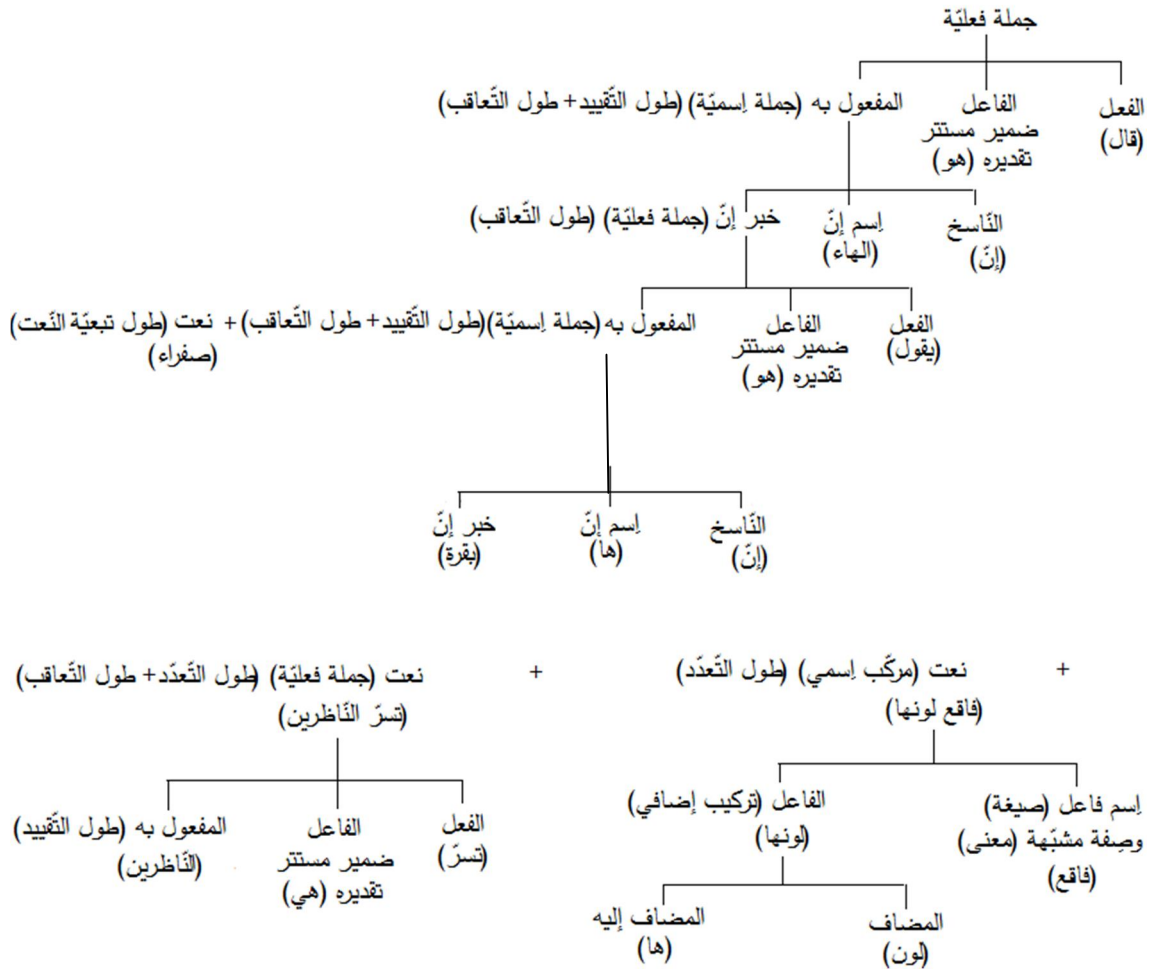 جملة فعليّة
الفعل الفاعل المفعول به (جملة اِسميّة) (طول التّقييد+ طول التّعاقب)
(قال) ضمير مستتر
تقديره (هو)
النّاسخ اِسم إنّ خبر إنّ (جملة فعليّة) (طول التّعاقب)
(إنّ) (الهاء)
الفعل الفاعل المفعول به (جملة اِسميّة)(طول التّقييد+ طول التّعاقب) + نعت (طول تبعيّة النّعت)
(يقول) ضمير مستتر (صفراء)
تقديره (هو)
النّاسخ اِسم إنّ خبر إنّ
(إنّ) (ها) (بقرة)
+ نعت (مركّب اِسمي) (طول التّعدّد) + نعت (جملة فعليّة) (طول التّعدّد+ طول التّعاقب)
(فاقع لونها) (تسرّ النّاظرين)
اِسم فاعل (صيغة) الفاعل (تركيب إضافي) الفعل الفاعل المفعول به (طول التّقييد)
وصِفة مشبّهة (معنى) (لونها) (تسرّ) ضمير مستتر (النّاظرين)
(فاقع) تقديره (هي)
المضاف المضاف إليه
(لون) (ها)